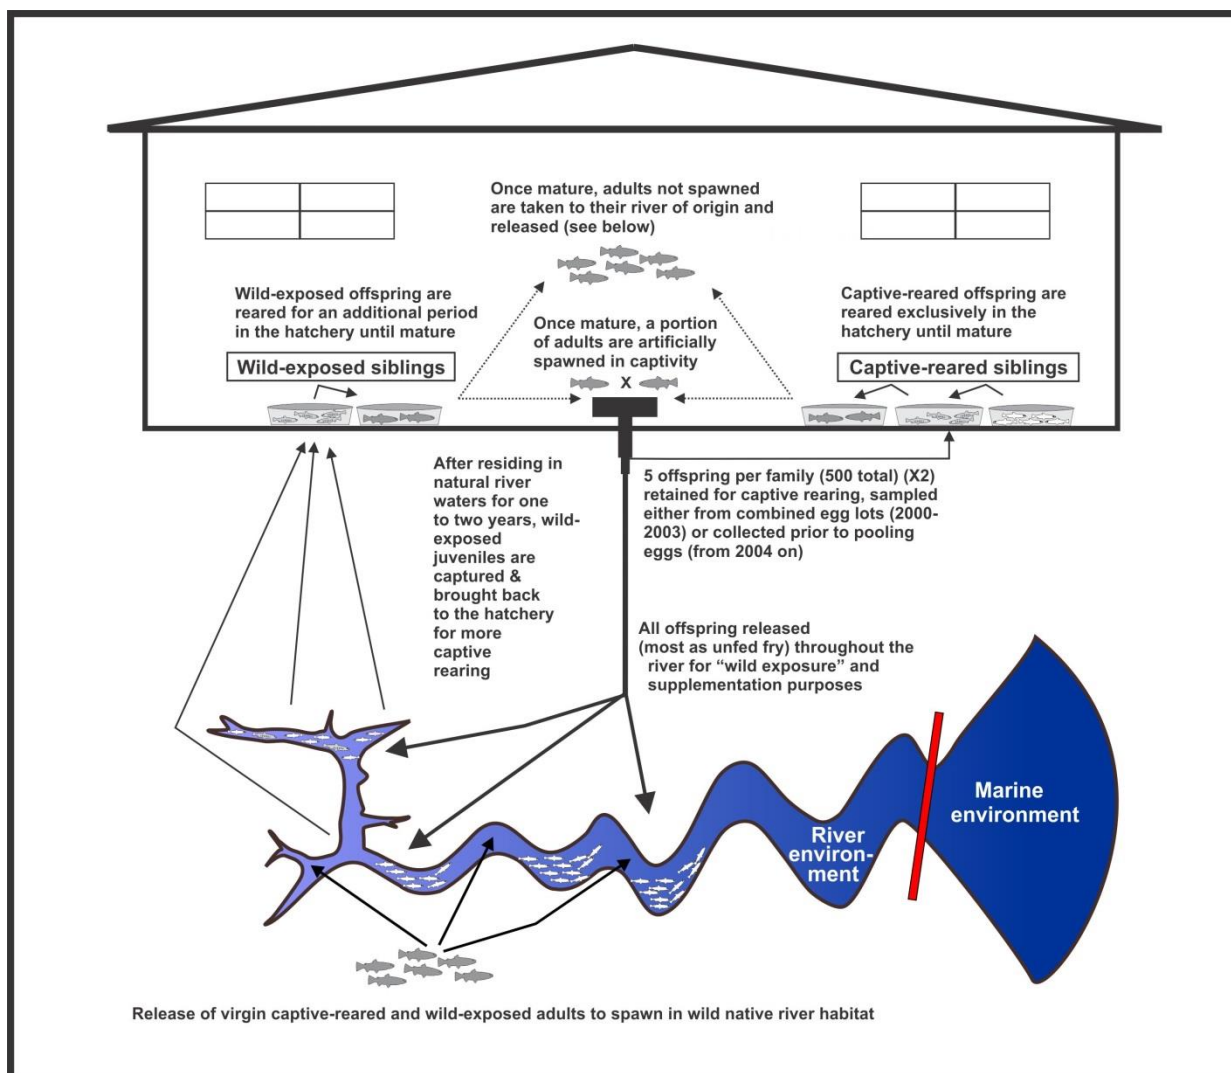 Once mature, adults not spawned
are taken to their river of origin and
released (see below)
Wild-exposed offspring are
reared for an additional period
in the hatchery until mature
Wild-exposed siblings
Once mature, a portion
of adults are artificially
spawned in captivity
X
Captive-reared offspring are
reared exclusively in the
hatchery until mature
Captive-reared siblings
After residing in
natural river
waters for one
to two years, wild-
exposed
juveniles are
captured &
brought back
to the hatchery
for more
captive
rearing
5 offspring per family (500 total) (X2)
retained for captive rearing, sampled
either from combined egg lots (2000-
2003) or collected prior to pooling
eggs (from 2004 on)
All offspring released
(most as unfed fry) throughout the
river for “wild exposure” and
supplementation purposes
River
environ-
ment
Marine
environment
Release of virgin captive-reared and wild-exposed adults to spawn in wild native river habitat